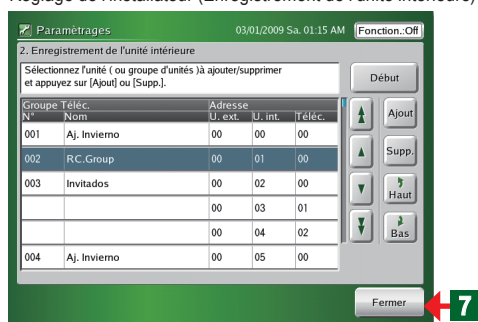 Réglage de l'installateur (Enregistrement de l'unité intérieure)
Paramètrages 03/01/2009 Sa. 01:15 AM Fonction.:Off
2. Enregistrement de l'unité intérieure
Sélectionnez l'unité ( ou groupe d'unités )à ajouter/supprimer
et appuyez sur [Ajout] ou [Supp.].
Début
Groupe Téléc. Adresse
N° Nom U. ext. U. int. Téléc.
001 Aj. Invierno 00 00 00
Ajout
002 RC.Group 00 01 00
Supp.
003 Invitados 00 02 00
Haut
00 03 01
00 04 02
Bas
004 Aj. Invierno 00 05 00
Fermer
7